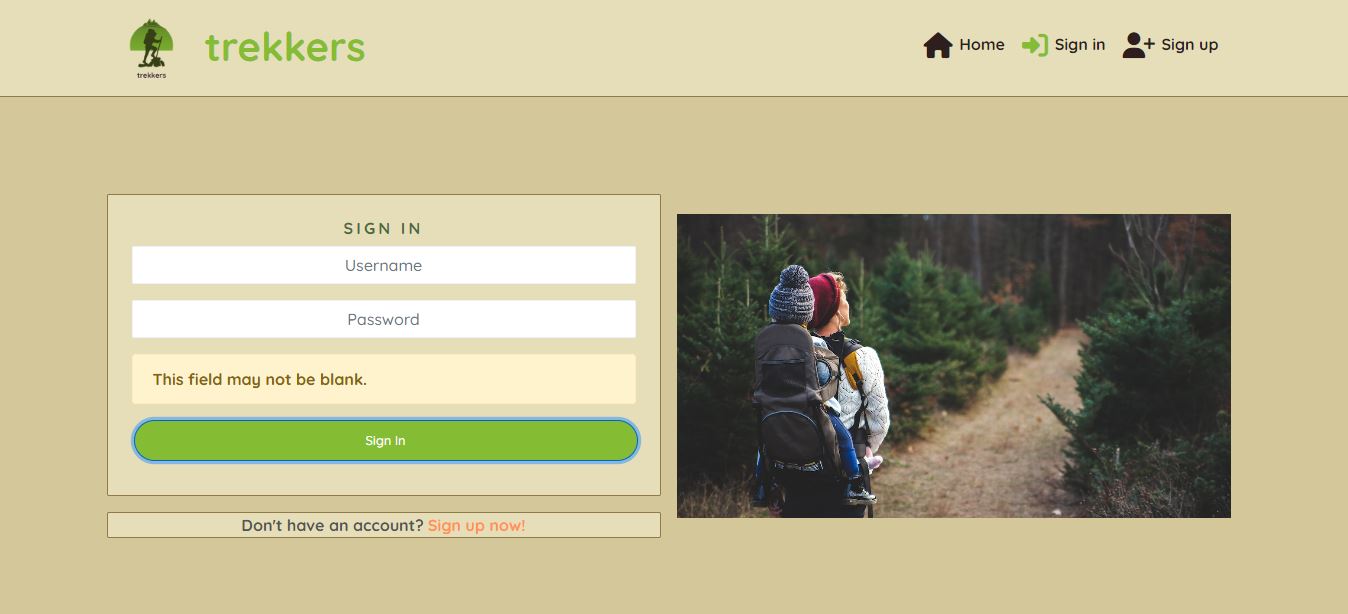 trekkers
trekkers
Home
Sign in
Sign up
SIGN IN
Username
Password
This field may not be blank.
Sign In
Don't have an account? Sign up now!